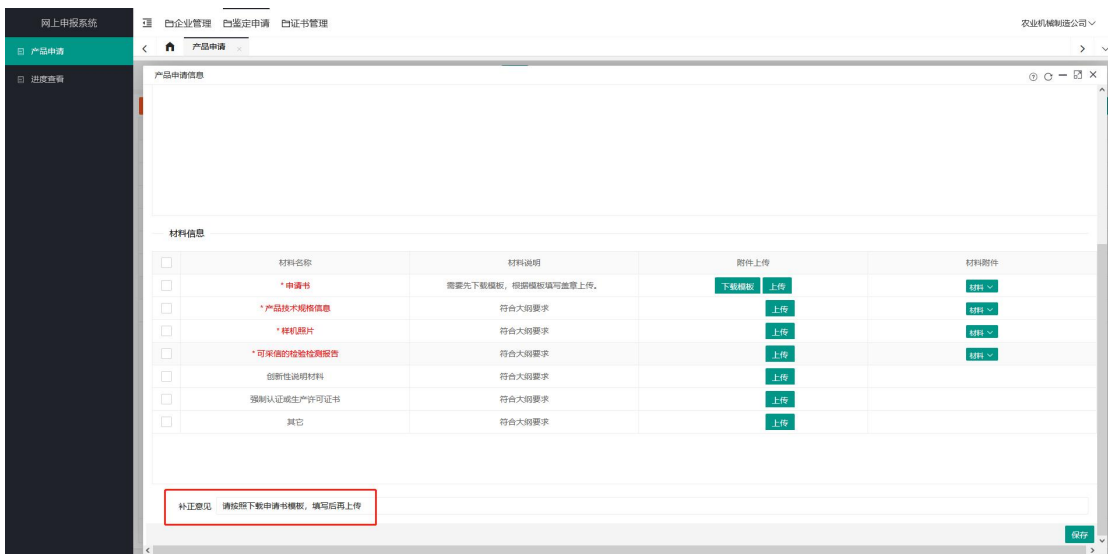 网上申报系统 企业管理 鉴定申请 证书管理 农业机械制造公司
产品申请 产品申请
进度查看 产品申请信息
材料信息
材料名称 材料说明 附件上传 材料附件
*申请书 需要先下载模板，根据模板填写盖章上传。 下载模板 上传 材料
*产品技术规格信息 符合大纲要求 上传 材料
*样机照片 符合大纲要求 上传 材料
*可采信的检验检测报告 符合大纲要求 上传 材料
创新性说明材料 符合大纲要求 上传
强制认证或生产许可证书 符合大纲要求 上传
其它 符合大纲要求 上传
补正意见 请按照下载申请书模板，填写后再上传
保存